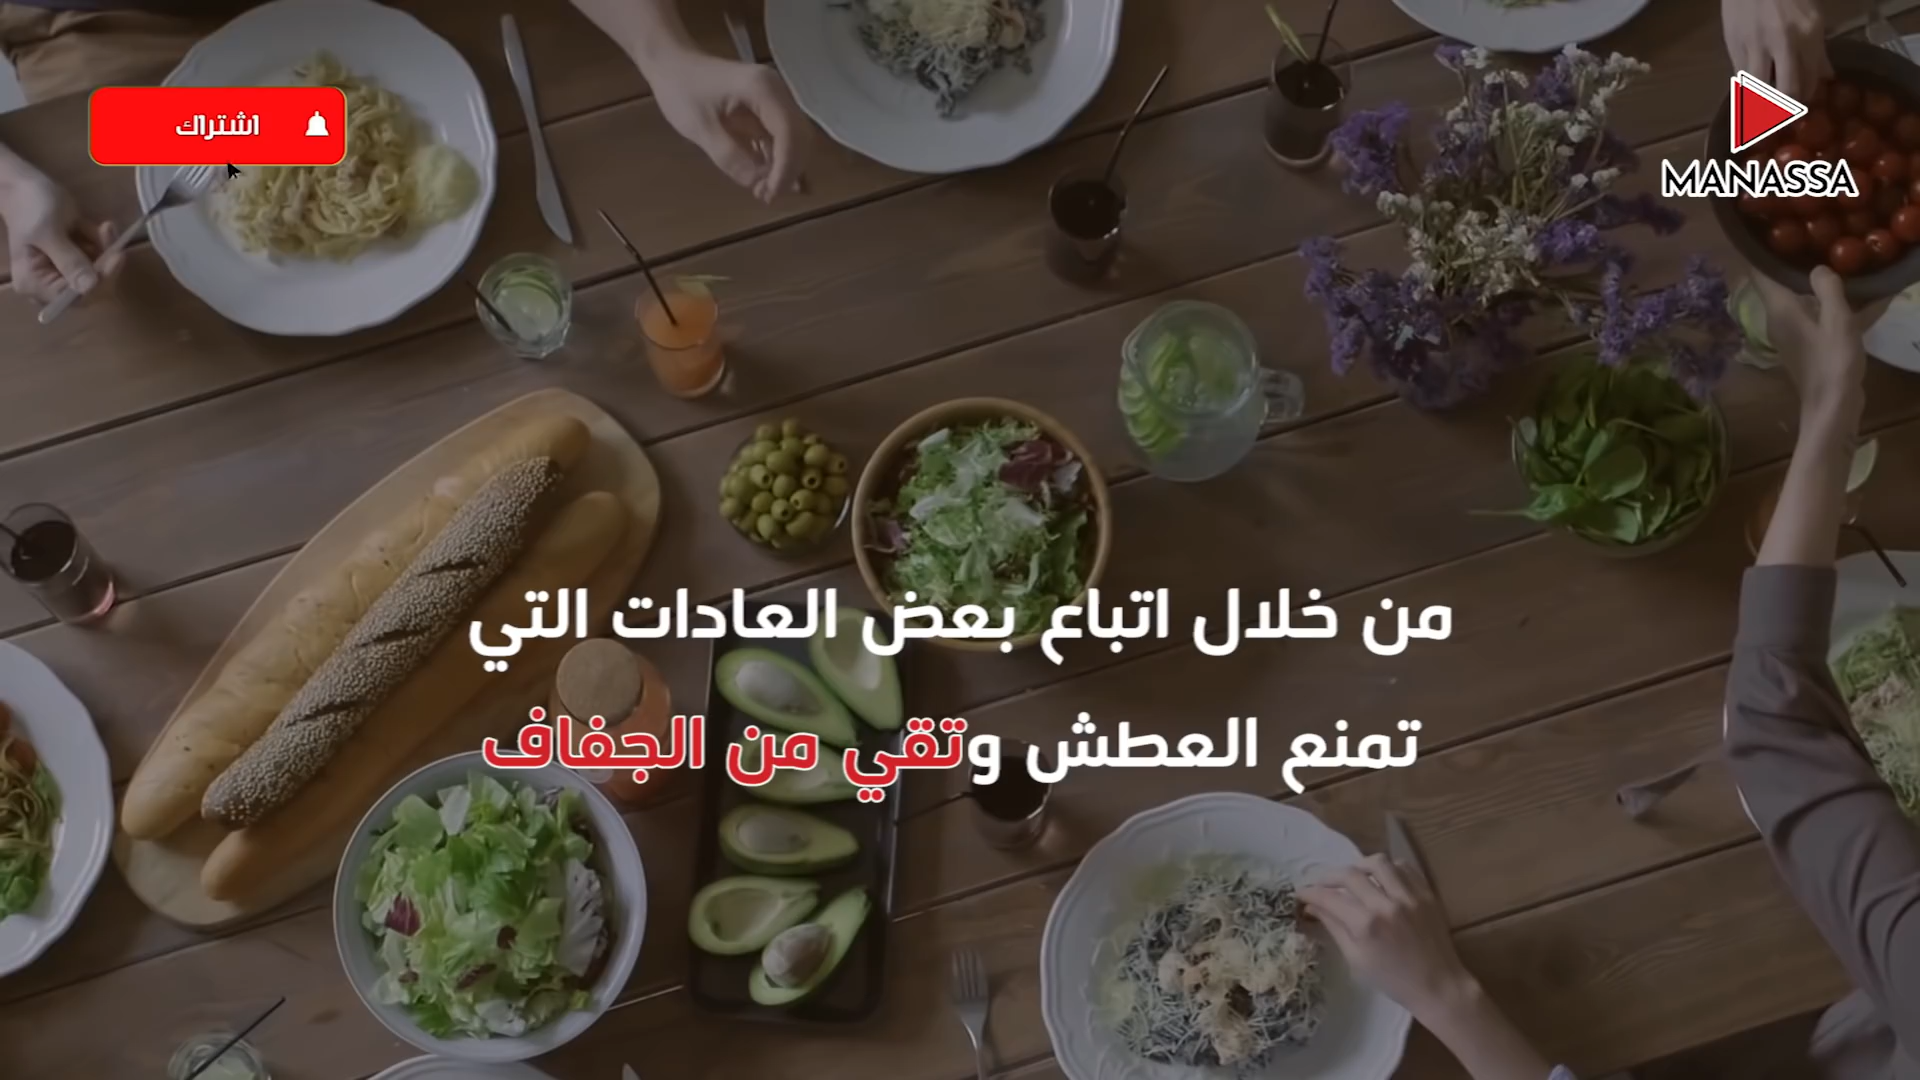 اشتراك
MANASSA
من خلال اتباع بعض العادات التي
تمنع العطش وتقي من الجفاف